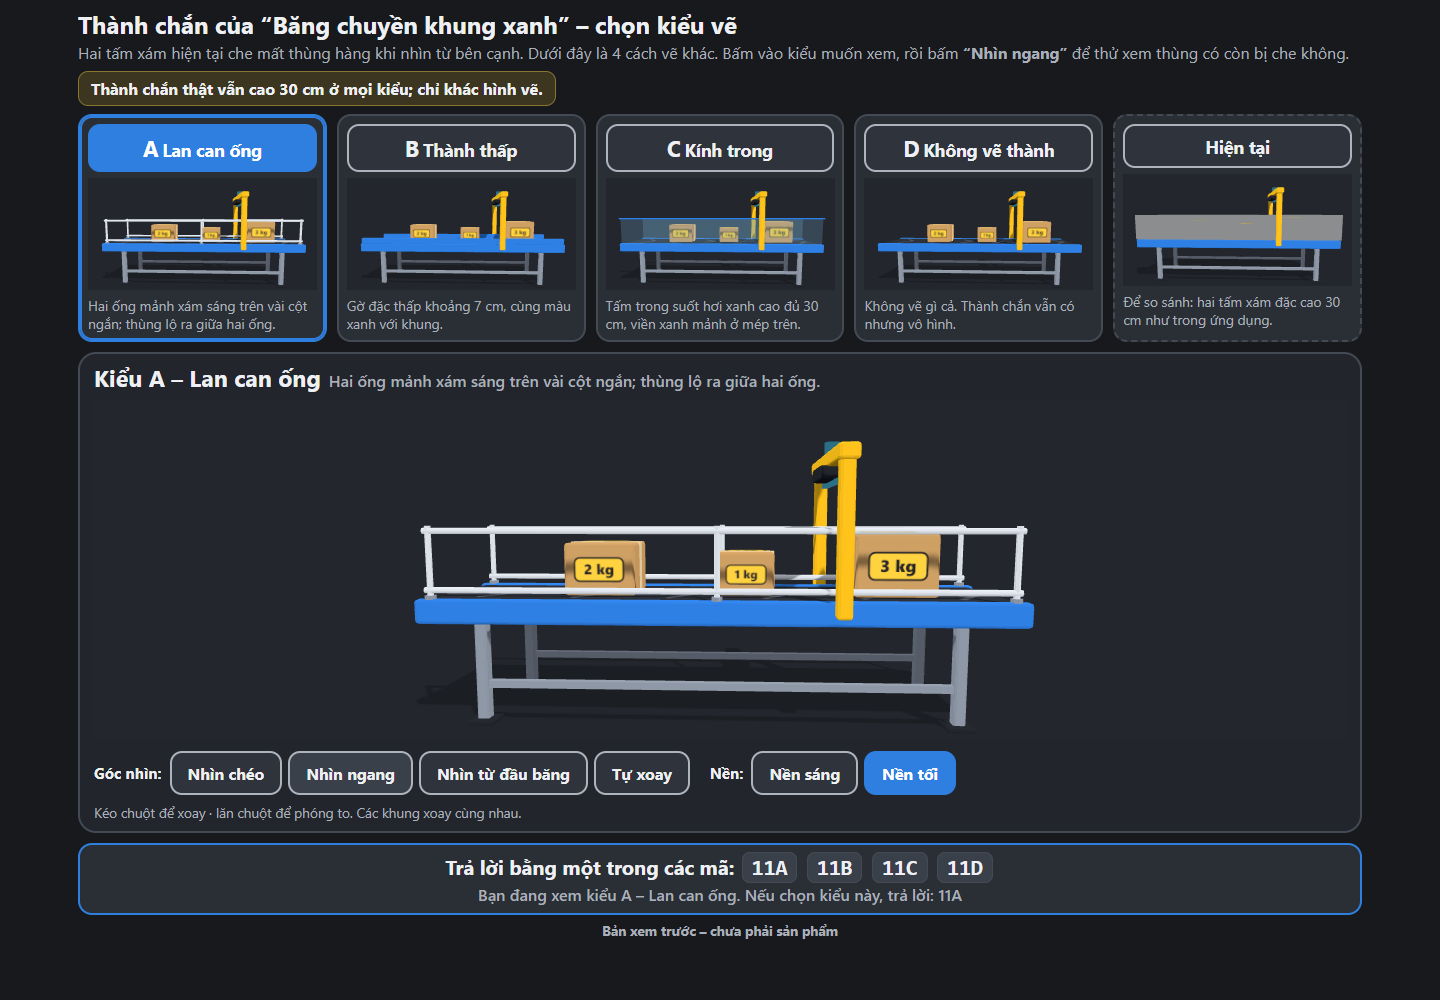 Thành chắn của “Băng chuyền khung xanh” – chọn kiểu vẽ
Hai tấm xám hiện tại che mất thùng hàng khi nhìn từ bên cạnh. Dưới đây là 4 cách vẽ khác. Bấm vào kiểu muốn xem, rồi bấm “Nhìn ngang” để thử xem thùng có còn bị che không.
Thành chắn thật vẫn cao 30 cm ở mọi kiểu; chỉ khác hình vẽ.
A Lan can ống
Hai ống mảnh xám sáng trên vài cột
ngắn; thùng lộ ra giữa hai ống.
B Thành thấp
Gờ đặc thấp khoảng 7 cm, cùng màu
xanh với khung.
C Kính trong
Tấm trong suốt hơi xanh cao đủ 30
cm, viền xanh mảnh ở mép trên.
D Không vẽ thành
Không vẽ gì cả. Thành chắn vẫn có
nhưng vô hình.
Hiện tại
Để so sánh: hai tấm xám đặc cao 30
cm như trong ứng dụng.
Kiểu A – Lan can ống Hai ống mảnh xám sáng trên vài cột ngắn; thùng lộ ra giữa hai ống.
2 kg
1 kg
3 kg
Góc nhìn: Nhìn chéo Nhìn ngang Nhìn từ đầu băng Tự xoay Nền: Nền sáng Nền tối
Kéo chuột để xoay · lăn chuột để phóng to. Các khung xoay cùng nhau.
Trả lời bằng một trong các mã: 11A 11B 11C 11D
Bạn đang xem kiểu A – Lan can ống. Nếu chọn kiểu này, trả lời: 11A
Bản xem trước – chưa phải sản phẩm